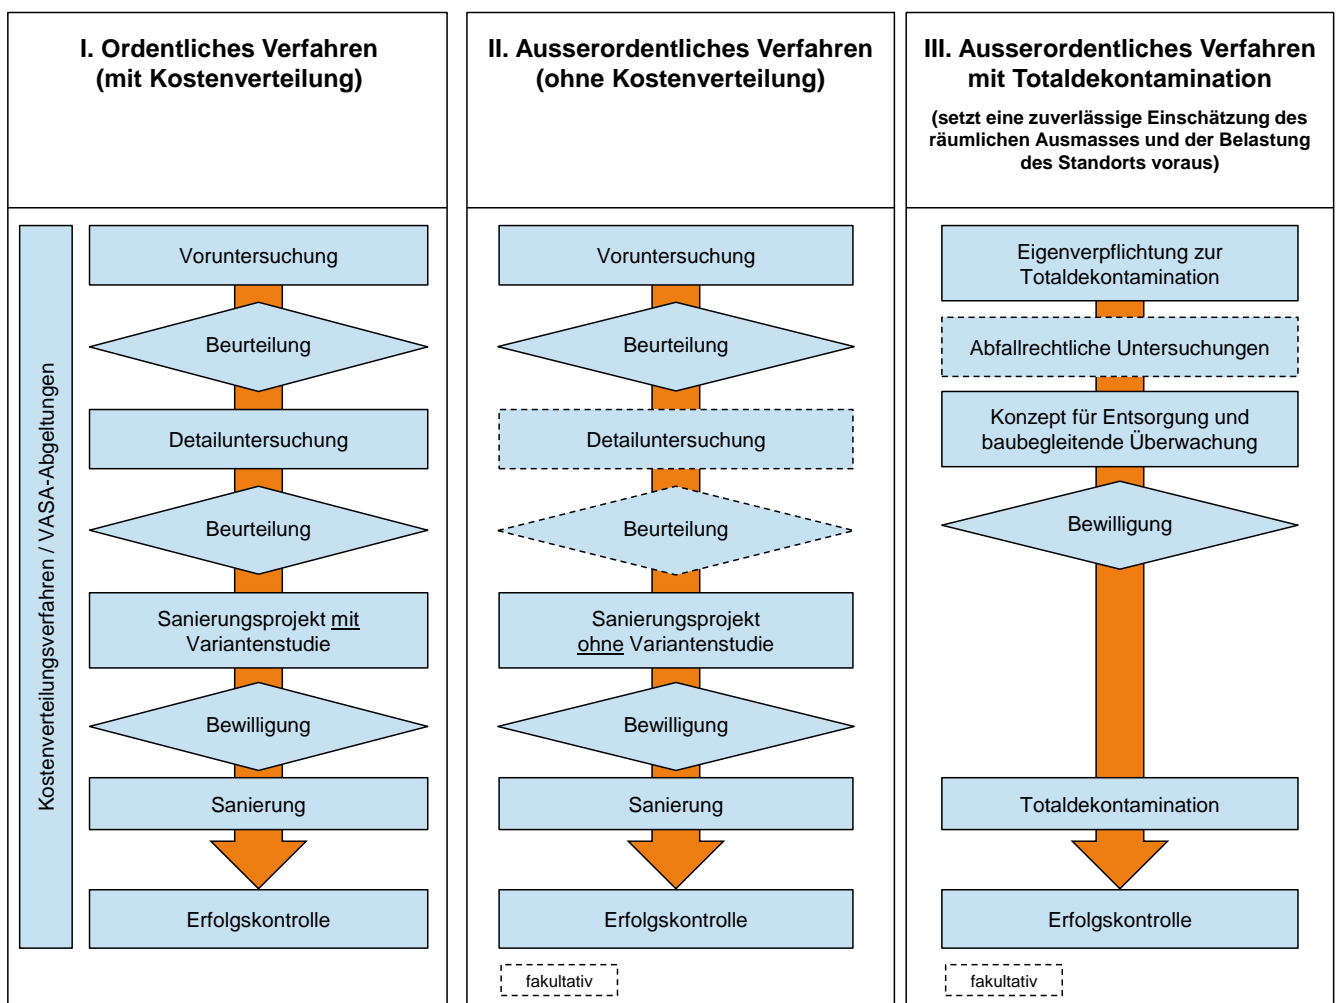 I. Ordentliches Verfahren
(mit Kostenverteilung)
Kostenverteilungsverfahren / VASA-Abgeltungen
Voruntersuchung
Beurteilung
Detailuntersuchung
Beurteilung
Sanierungsprojekt mit
Variantenstudie
Bewilligung
Sanierung
Erfolgskontrolle
II. Ausserordentliches Verfahren
(ohne Kostenverteilung)
Voruntersuchung
Beurteilung
Detailuntersuchung
Beurteilung
Sanierungsprojekt
ohne Variantenstudie
Bewilligung
Sanierung
Erfolgskontrolle
fakultativ
III. Ausserordentliches Verfahren
mit Totaldekontamination
(setzt eine zuverlässige Einschätzung des
räumlichen Ausmasses und der Belastung
des Standorts voraus)
Eigenverpflichtung zur
Totaldekontamination
Abfallrechtliche Untersuchungen
Konzept für Entsorgung und
baubegleitende Überwachung
Bewilligung
Totaldekontamination
Erfolgskontrolle
fakultativ